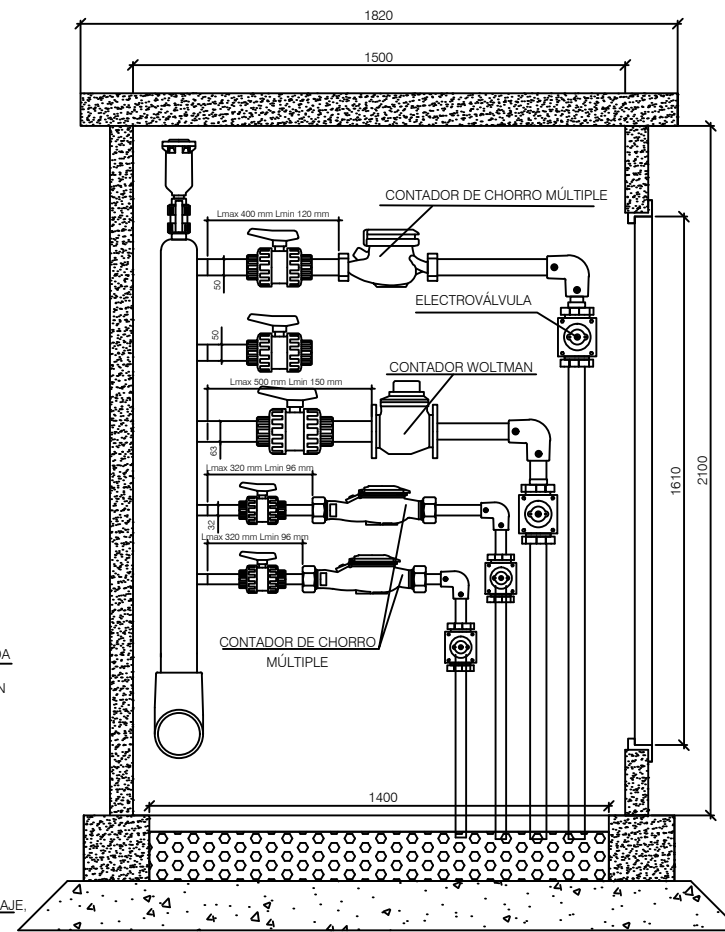 1820
1500
Lmax 400 mm Lmin 120 mm
CONTADOR DE CHORRO MÚLTIPLE
50
ELECTROVÁLVULA
50
Lmax 500 mm Lmin 150 mm
CONTADOR WOLTMAN
63
Lmax 320 mm Lmin 96 mm
32
Lmax 320 mm Lmin 96 mm
1610
2100
CONTADOR DE CHORRO
MÚLTIPLE
DA
N
1400
AJE,